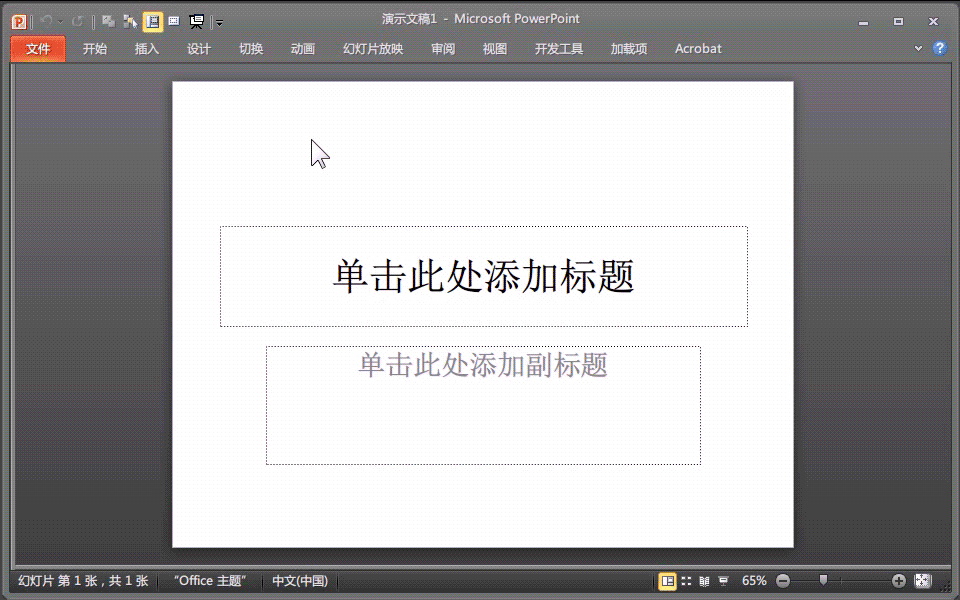 演示文稿1 - Microsoft PowerPoint
文件 开始 插入 设计 切换 动画 幻灯片放映 审阅 视图 开发工具 加载项 Acrobat
单击此处添加标题
单击此处添加副标题
幻灯片 第 1 张，共 1 张 “Office 主题” 中文(中国) 65%